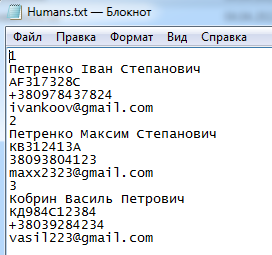 Humans.txt — Блокнот
Файл Правка Формат Вид Справка
1
Петренко Іван Степанович
AF317328C
+380978437824
ivankoov@gmail.com
2
Петренко Максим Степанович
КВ312413А
38093804123
maxx2323@gmail.com
3
Кобрин Василь Петрович
КД984С12384
+38039284234
vasil223@gmail.com